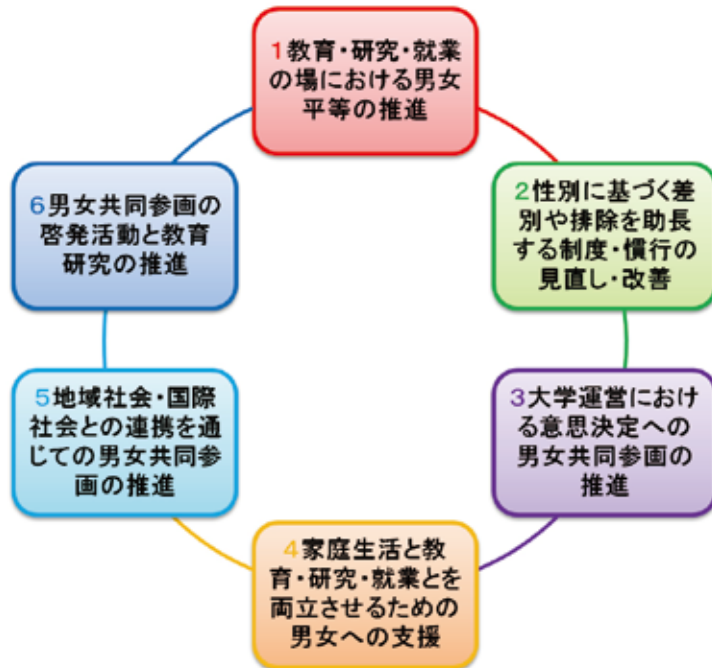 1教育・研究・就業
の場における男女
平等の推進
2性別に基づく差
別や排除を助長
する制度・慣行の
見直し・改善
3大学運営におけ
る意思決定への
男女共同参画の
推進
4家庭生活と教
育・研究・就業とを
両立させるための
男女への支援
5地域社会・国際
社会との連携を通
じての男女共同参
画の推進
6男女共同参画の
啓発活動と教育
研究の推進